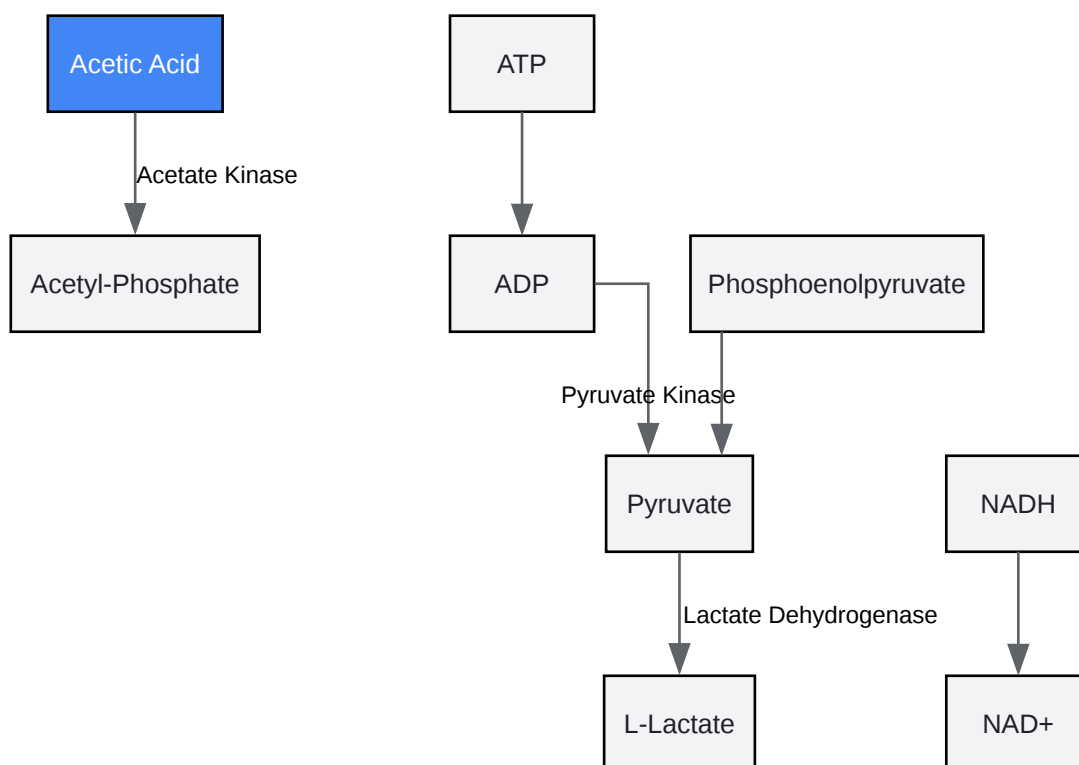 Acetic Acid
ATP
Acetate Kinase
Acetyl-Phosphate
ADP
Phosphoenolpyruvate
Pyruvate Kinase
Pyruvate
NADH
Lactate Dehydrogenase
L-Lactate
NAD+